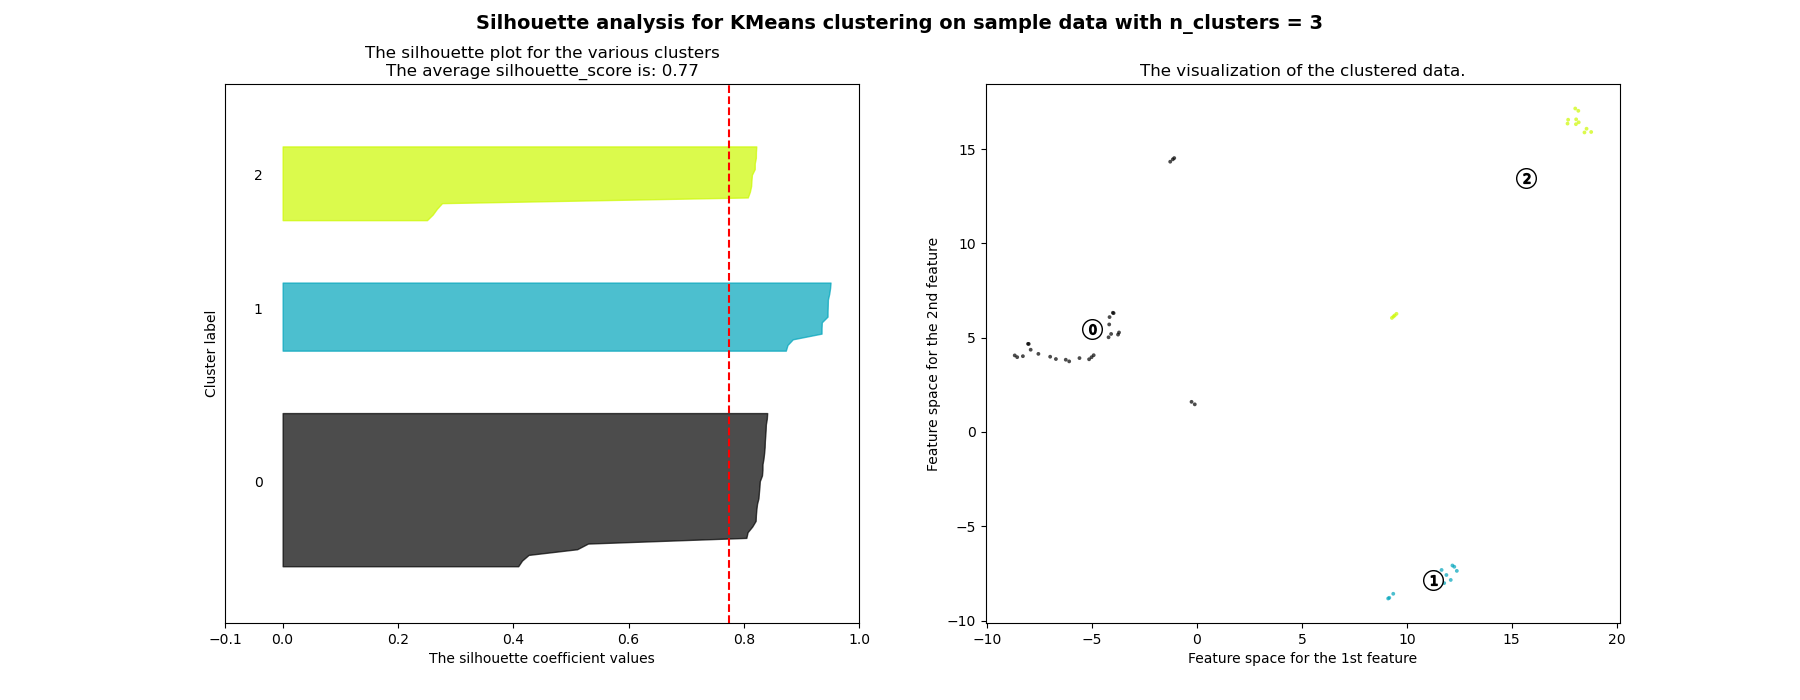 Silhouette analysis for KMeans clustering on sample data with n_clusters = 3
The silhouette plot for the various clusters
The average silhouette_score is: 0.77
Cluster label
2
1
0
−0.1 0.0 0.2 0.4 0.6 0.8 1.0
The silhouette coefficient values
The visualization of the clustered data.
Feature space for the 2nd feature
15
10
5
0
−5
−10
2
0
1
−10 −5 0 5 10 15 20
Feature space for the 1st feature